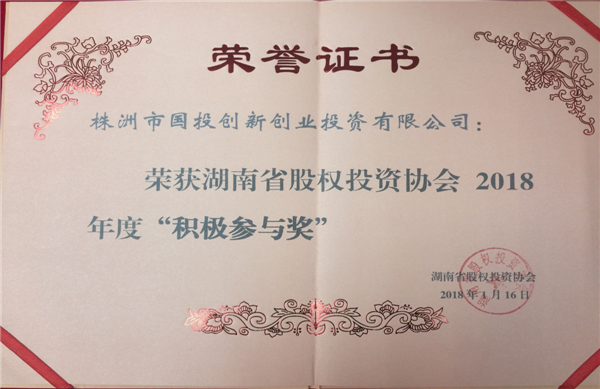 荣誉证书
株洲市国投创新创业投资有限公司：
荣获湖南省股权投资协会 2018
年度“积极参与奖”
湖南省股权投资协会
2018 年 1 月 16 日